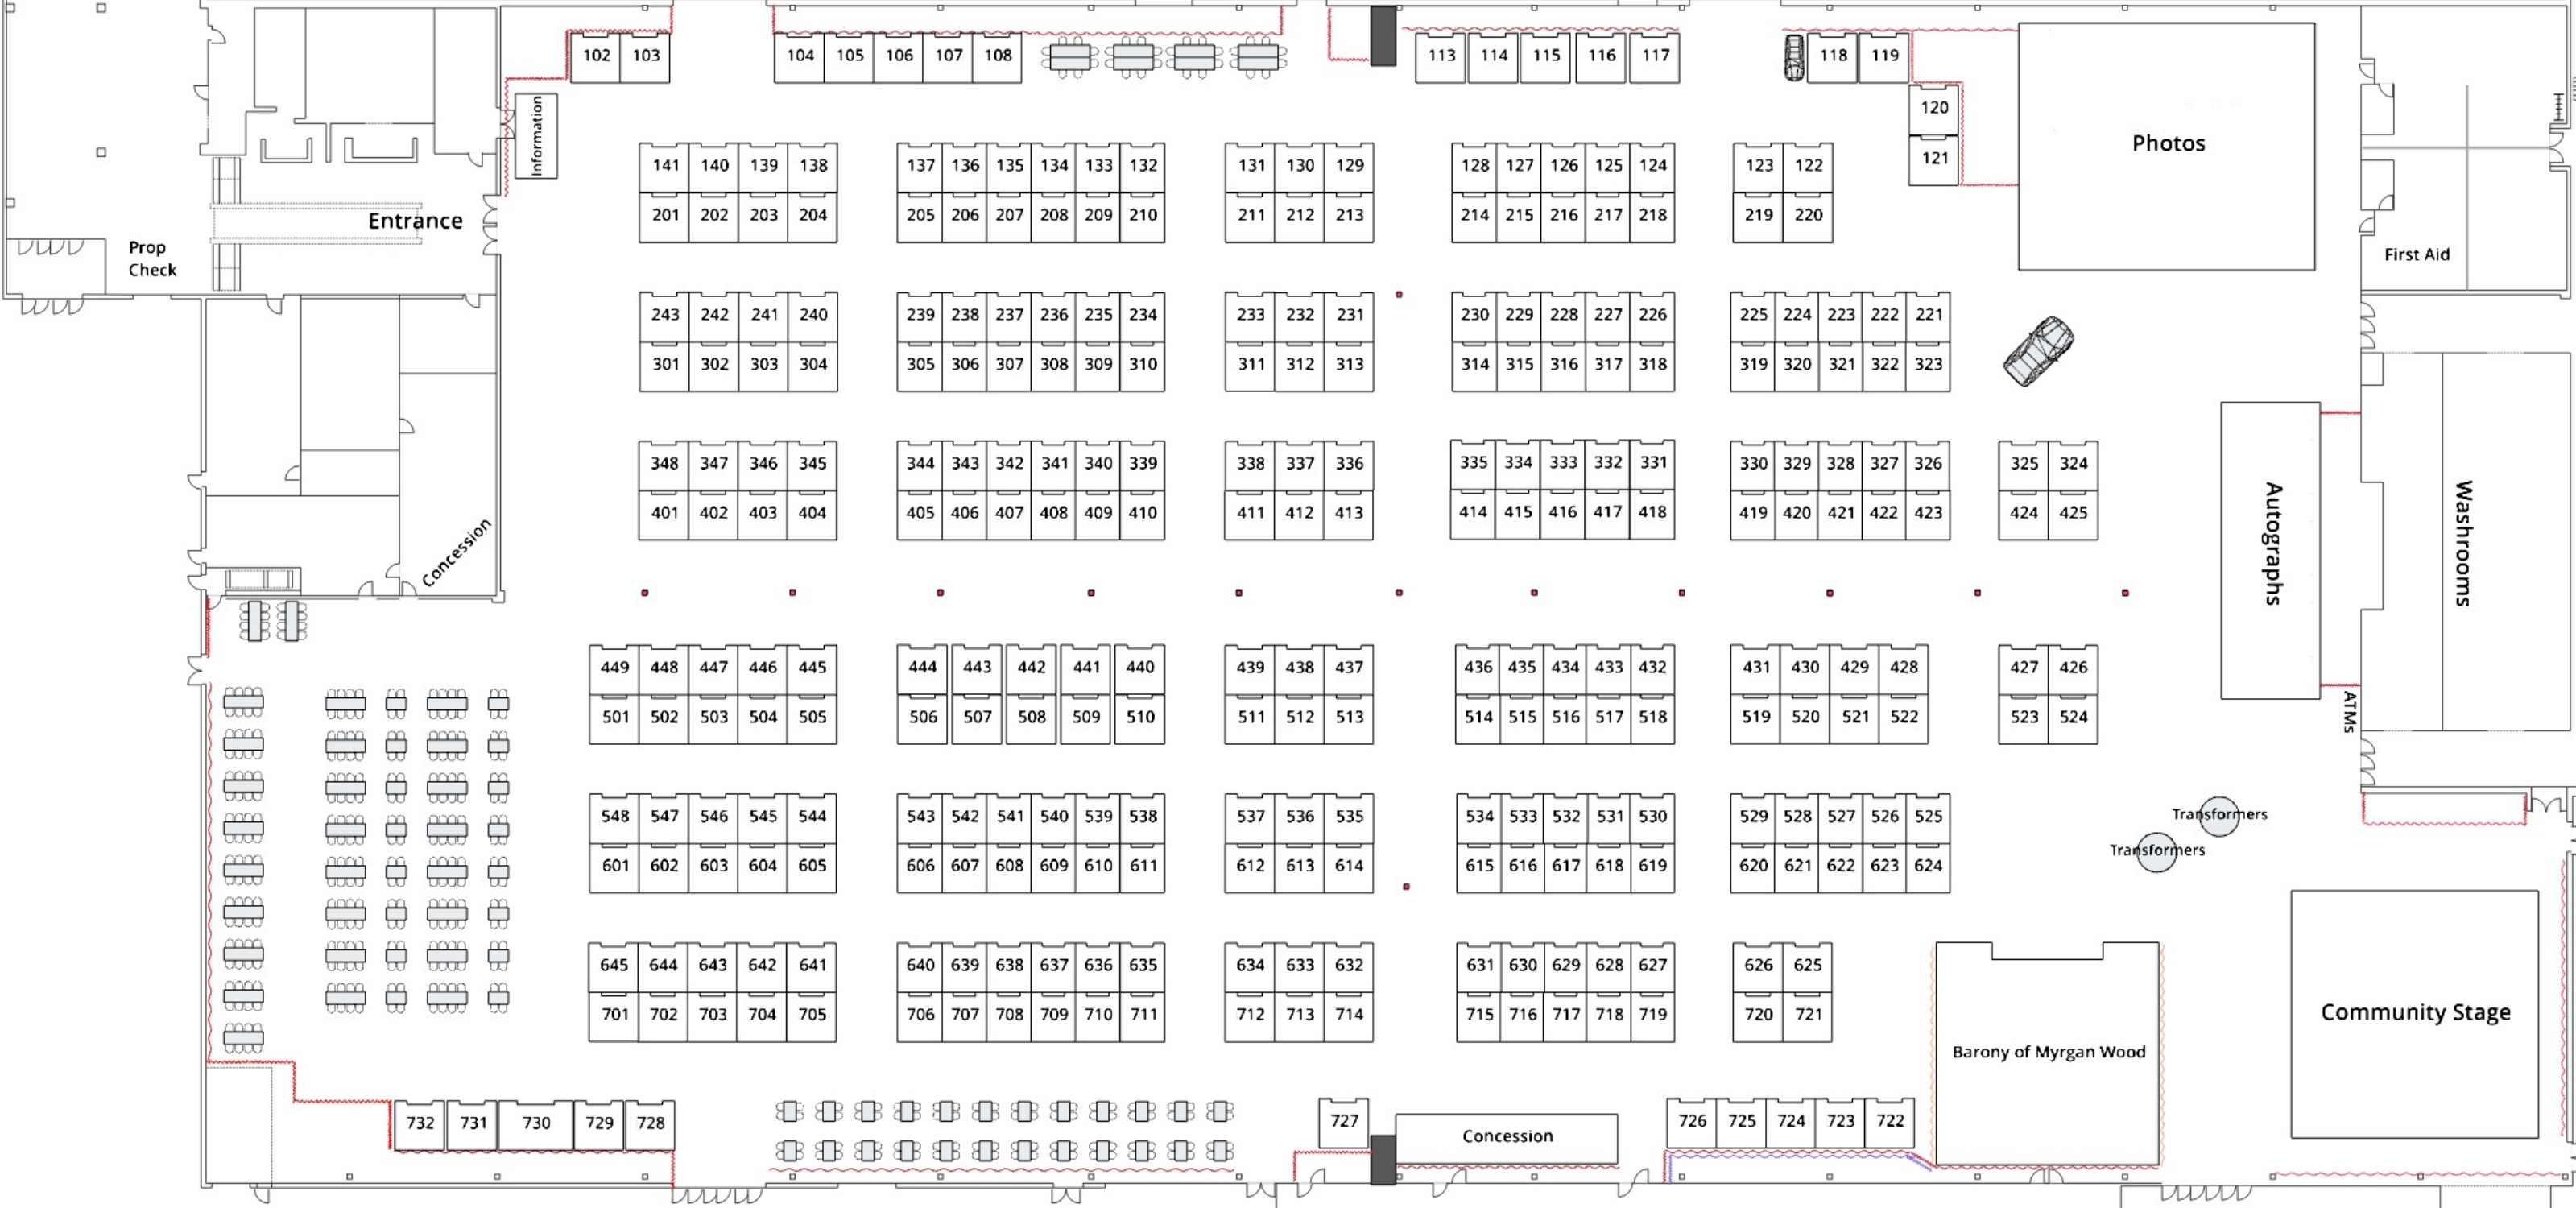 102 103 104 105 106 107 108 113 114 115 116 117 118 119
Information
120
121
Photos
141 140 139 138 137 136 135 134 133 132 131 130 129 128 127 126 125 124 123 122
201 202 203 204 205 206 207 208 209 210 211 212 213 214 215 216 217 218 219 220
Entrance
Prop
Check
First Aid
243 242 241 240 239 238 237 236 235 234 233 232 231 230 229 228 227 226 225 224 223 222 221
301 302 303 304 305 306 307 308 309 310 311 312 313 314 315 316 317 318 319 320 321 322 323
348 347 346 345 344 343 342 341 340 339 338 337 336 335 334 333 332 331 330 329 328 327 326 325 324
401 402 403 404 405 406 407 408 409 410 411 412 413 414 415 416 417 418 419 420 421 422 423 424 425
Concession
Autographs
Washrooms
449 448 447 446 445 444 443 442 441 440 439 438 437 436 435 434 433 432 431 430 429 428 427 426
501 502 503 504 505 506 507 508 509 510 511 512 513 514 515 516 517 518 519 520 521 522 523 524
ATMs
548 547 546 545 544 543 542 541 540 539 538 537 536 535 534 533 532 531 530 529 528 527 526 525
Transformers
Transformers
601 602 603 604 605 606 607 608 609 610 611 612 613 614 615 616 617 618 619 620 621 622 623 624
645 644 643 642 641 640 639 638 637 636 635 634 633 632 631 630 629 628 627 626 625
701 702 703 704 705 706 707 708 709 710 711 712 713 714 715 716 717 718 719 720 721
Community Stage
Barony of Myrgan Wood
732 731 730 729 728 727 726 725 724 723 722
Concession